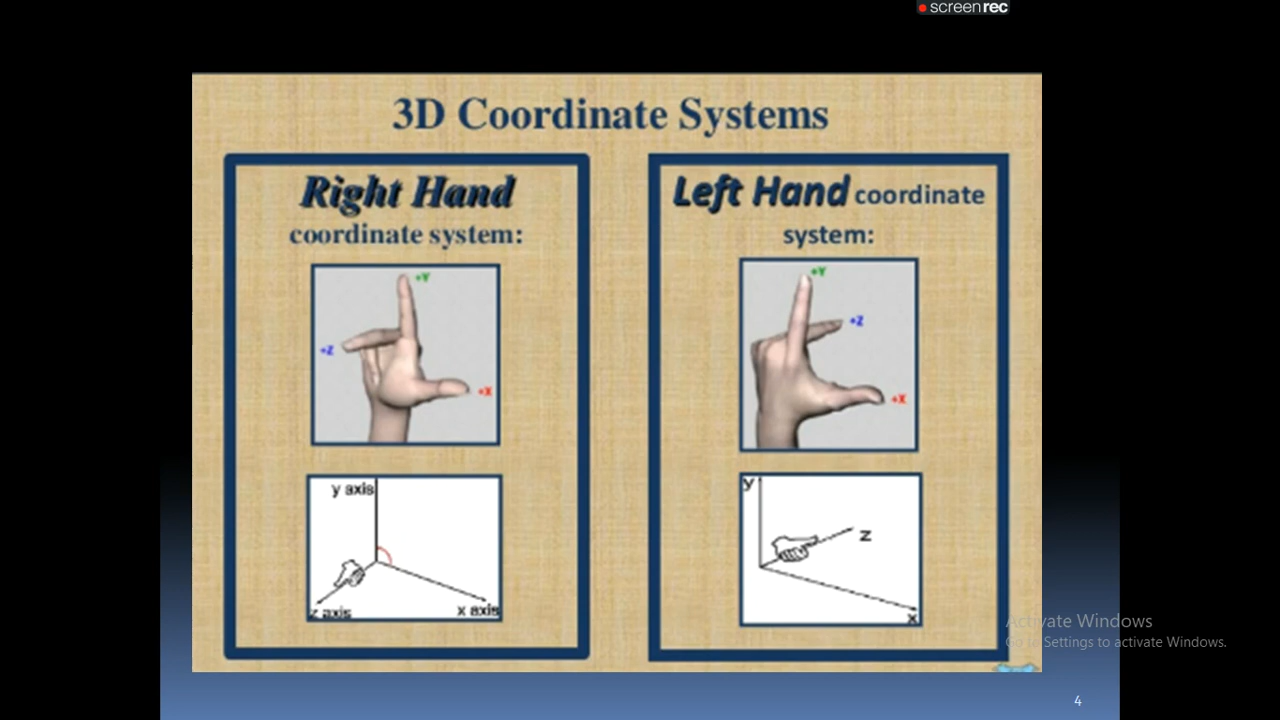 screenrec
3D Coordinate Systems
Right Hand
coordinate system:
+Y
+Z
+X
y axis
z axis
x axis
Left Hand coordinate
system:
+Y
+Z
+X
y
z
x
Activate Windows
Go to Settings to activate Windows.
4